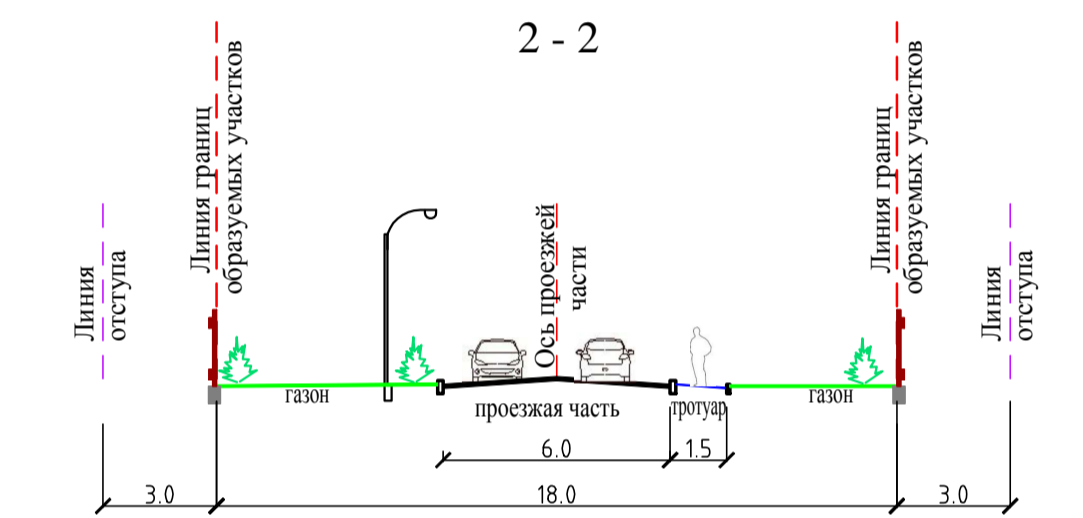 2 - 2
Линия
отступа
Линия границ
образуемых участков
Ось проезжей
части
Линия границ
образуемых участков
Линия
отступа
газон
проезжая часть
тротуар
газон
6.0
1.5
3.0
18.0
3.0